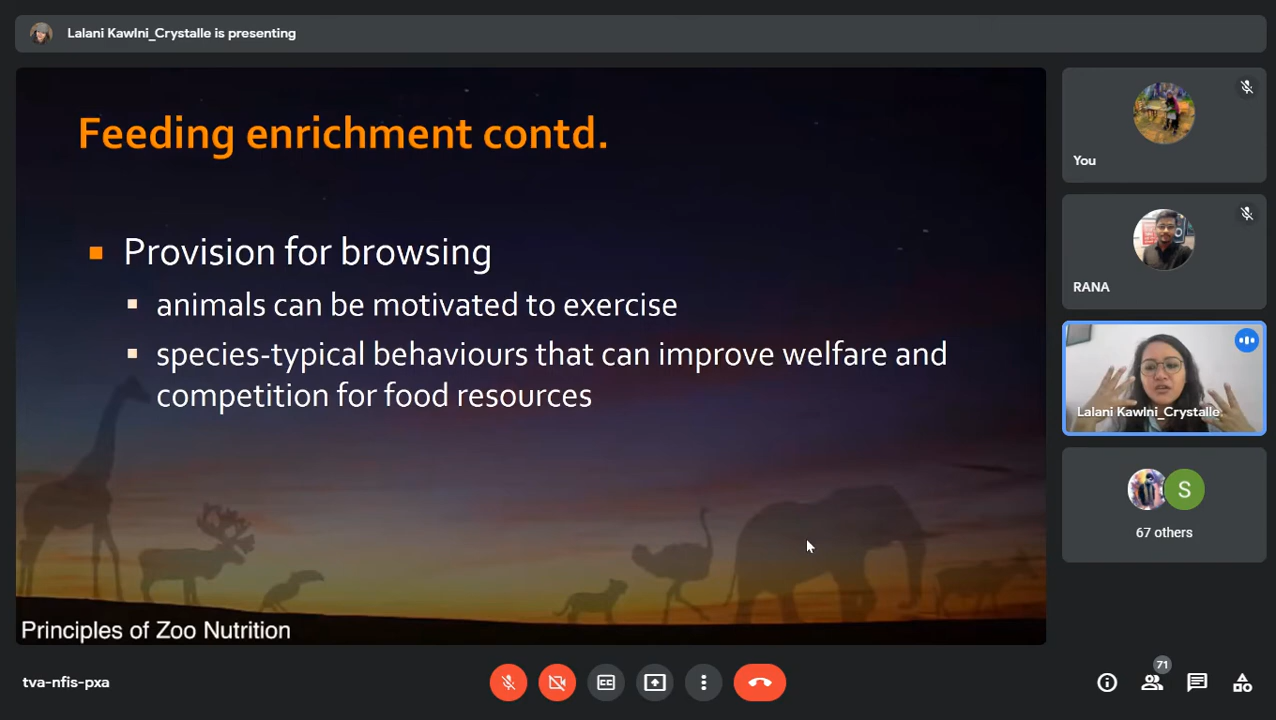 Lalani Kawlni_Crystalle is presenting
Feeding enrichment contd.
Provision for browsing
animals can be motivated to exercise
species-typical behaviours that can improve welfare and
competition for food resources
Principles of Zoo Nutrition
You
RANA
Lalani Kawlni_Crystalle
S
67 others
tva-nfis-pxa
CC
71